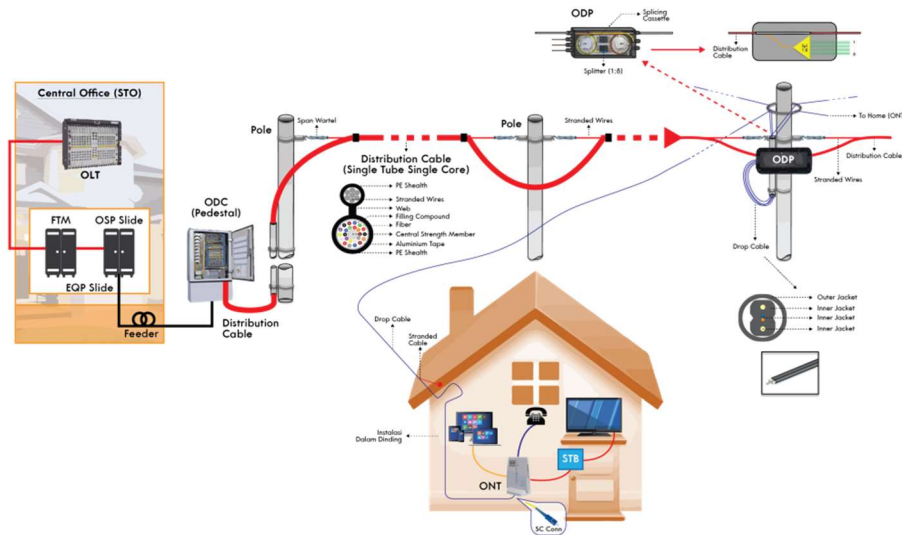 ODP
Splicing
Cassette
Splitter (1:8)
Distribution
Cable
Central Office (STO)
OLT
FTM
OSP Slide
EQP Slide
Feeder
ODC
(Pedestal)
Distribution
Cable
Pole
Span Wartel
Distribution Cable
(Single Tube Single Core)
PE Shealth
Stranded Wires
Web
Filling Compound
Fiber
Central Strength Member
Aluminium Tape
PE Shealth
Pole
Stranded Wires
To Home (ONT
ODP
Distribution Cable
Stranded Wires
Drop Cable
Outer Jacket
Inner Jacket
Inner Jacket
Inner Jacket
Drop Cable
Stranded
Cable
Instalasi
Dalam Dinding
STB
ONT
SC Conn